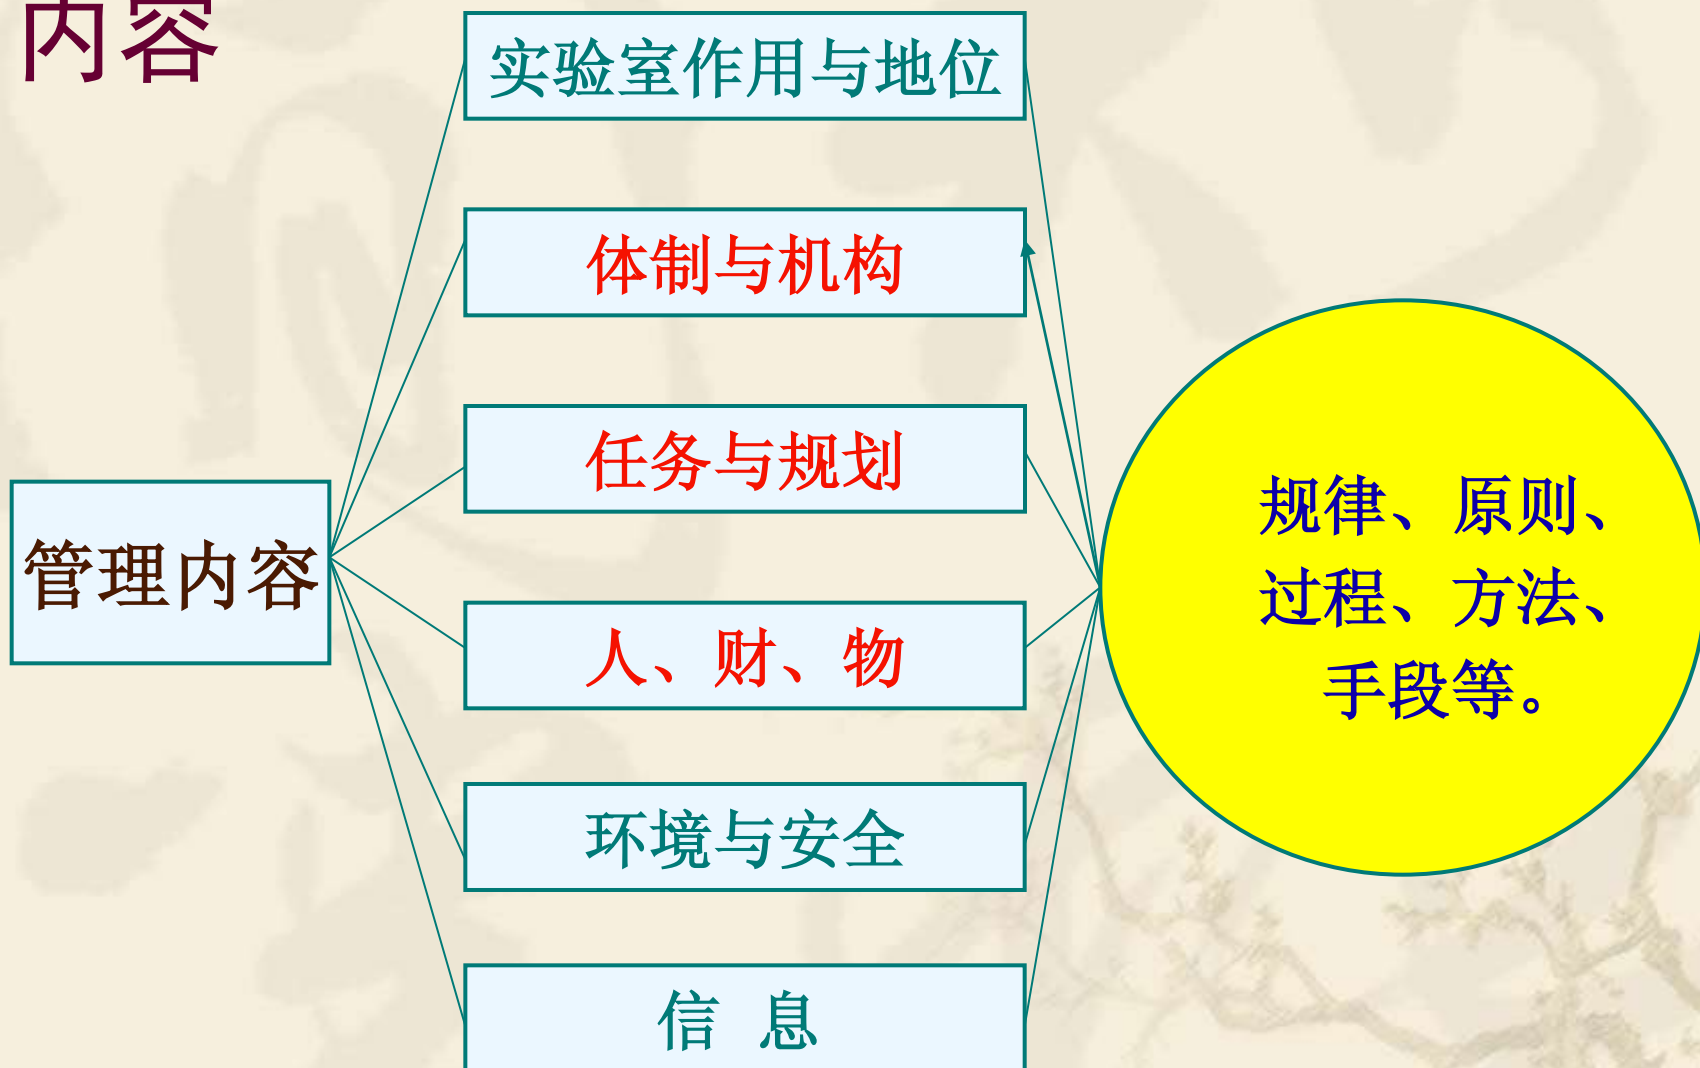 内容
实验室作用与地位
体制与机构
任务与规划
管理内容
人、财、物
环境与安全
信 息
规律、原则、
过程、方法、
手段等。